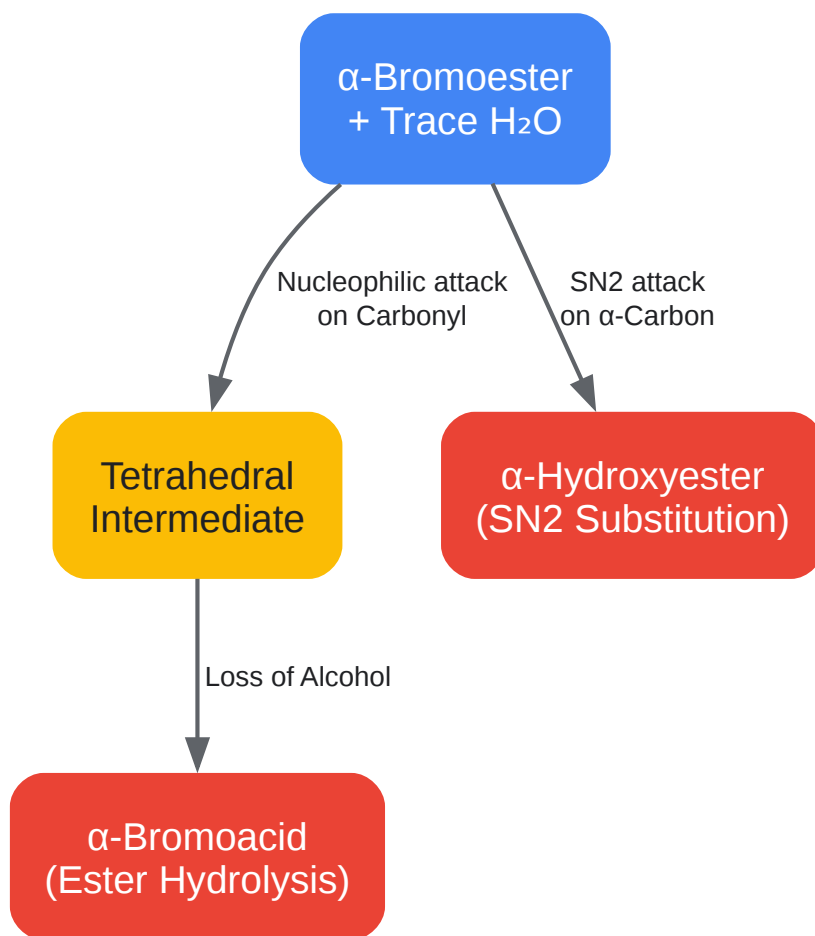 α-Bromoester
+ Trace H₂O
Nucleophilic attack
on Carbonyl
SN2 attack
on α-Carbon
Tetrahedral
Intermediate
α-Hydroxyester
(SN2 Substitution)
Loss of Alcohol
α-Bromoacid
(Ester Hydrolysis)